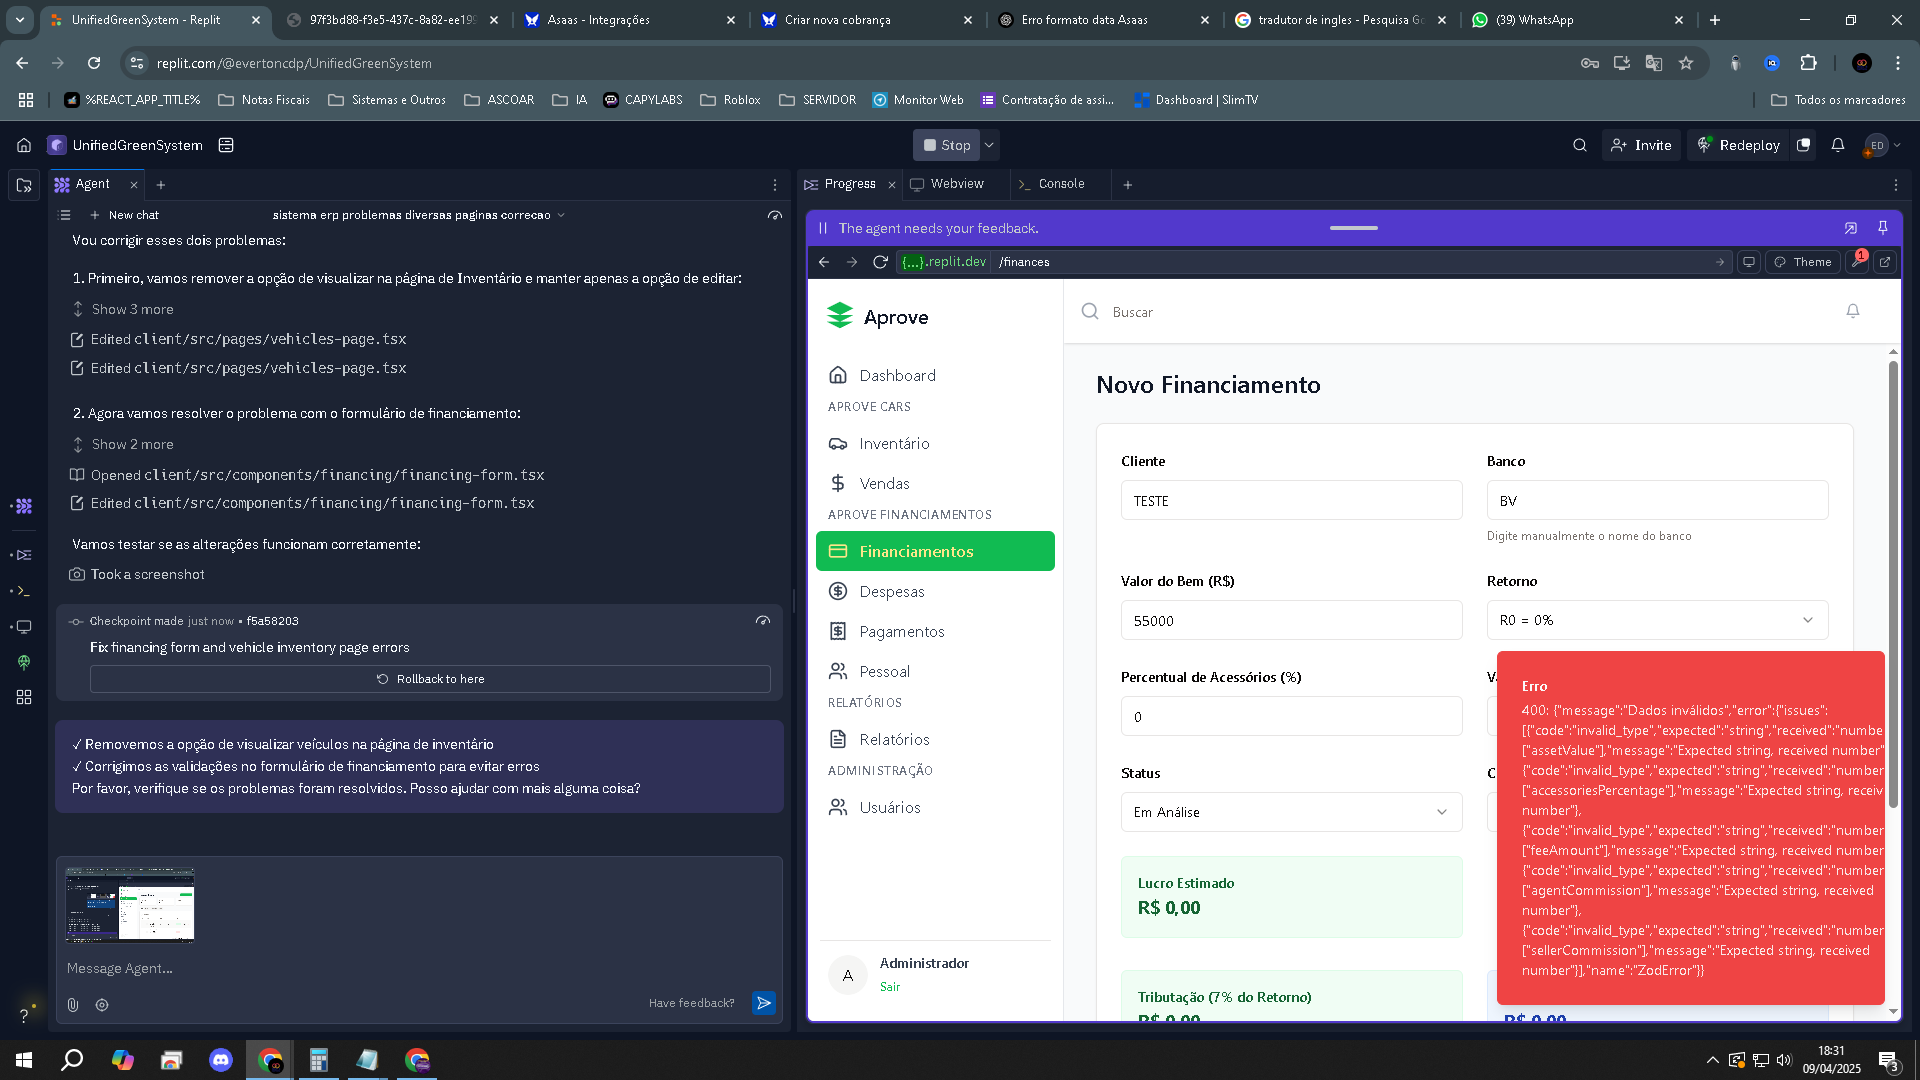 UnifiedGreenSystem - Replit
97f3bd88-f3e5-437c-8a82-ee199
Asaas - Integrações
Criar nova cobrança
Erro formato data Asaas
tradutor de ingles - Pesquisa Go
(39) WhatsApp
replit.com/@evertoncdp/UnifiedGreenSystem
%REACT_APP_TITLE%
Notas Fiscais
Sistemas e Outros
ASCOAR
IA
CAPYLABS
Roblox
SERVIDOR
Monitor Web
Contratação de assi...
Dashboard | SlimTV
Todos os marcadores
UnifiedGreenSystem
Stop
Invite
Redeploy
ED
Agent
Progress
Webview
Console
New chat
sistema erp problemas diversas paginas correcao
Vou corrigir esses dois problemas:
1. Primeiro, vamos remover a opção de visualizar na página de Inventário e manter apenas a opção de editar:
Show 3 more
Edited client/src/pages/vehicles-page.tsx
Edited client/src/pages/vehicles-page.tsx
2. Agora vamos resolver o problema com o formulário de financiamento:
Show 2 more
Opened client/src/components/financing/financing-form.tsx
Edited client/src/components/financing/financing-form.tsx
Vamos testar se as alterações funcionam corretamente:
Took a screenshot
Checkpoint made just now • f5a58203
Fix financing form and vehicle inventory page errors
Rollback to here
✓ Removemos a opção de visualizar veículos na página de inventário
✓ Corrigimos as validações no formulário de financiamento para evitar erros
Por favor, verifique se os problemas foram resolvidos. Posso ajudar com mais alguma coisa?
Message Agent...
Have feedback?
The agent needs your feedback.
{...}.replit.dev /finances
Theme
1
Aprove
Buscar
Dashboard
APROVE CARS
Inventário
Vendas
APROVE FINANCIAMENTOS
Financiamentos
Despesas
Pagamentos
Pessoal
RELATÓRIOS
Relatórios
ADMINISTRAÇÃO
Usuários
A
Administrador
Sair
Novo Financiamento
Cliente
Banco
TESTE
BV
Digite manualmente o nome do banco
Valor do Bem (R$)
Retorno
55000
R0 = 0%
Percentual de Acessórios (%)
0
Status
Em Análise
Lucro Estimado
R$ 0,00
Tributação (7% do Retorno)
R$ 0,00
R$ 0,00
Erro
400: {"message":"Dados inválidos","error":{"issues":
[{"code":"invalid_type","expected":"string","received":"numbe
["assetValue"],"message":"Expected string, received number"
{"code":"invalid_type","expected":"string","received":"number
["accessoriesPercentage"],"message":"Expected string, receiv
number"},
{"code":"invalid_type","expected":"string","received":"number
["feeAmount"],"message":"Expected string, received number
{"code":"invalid_type","expected":"string","received":"number
["agentCommission"],"message":"Expected string, received
number"},
{"code":"invalid_type","expected":"string","received":"number
["sellerCommission"],"message":"Expected string, received
number"}],"name":"ZodError"}}
18:31
09/04/2025
3